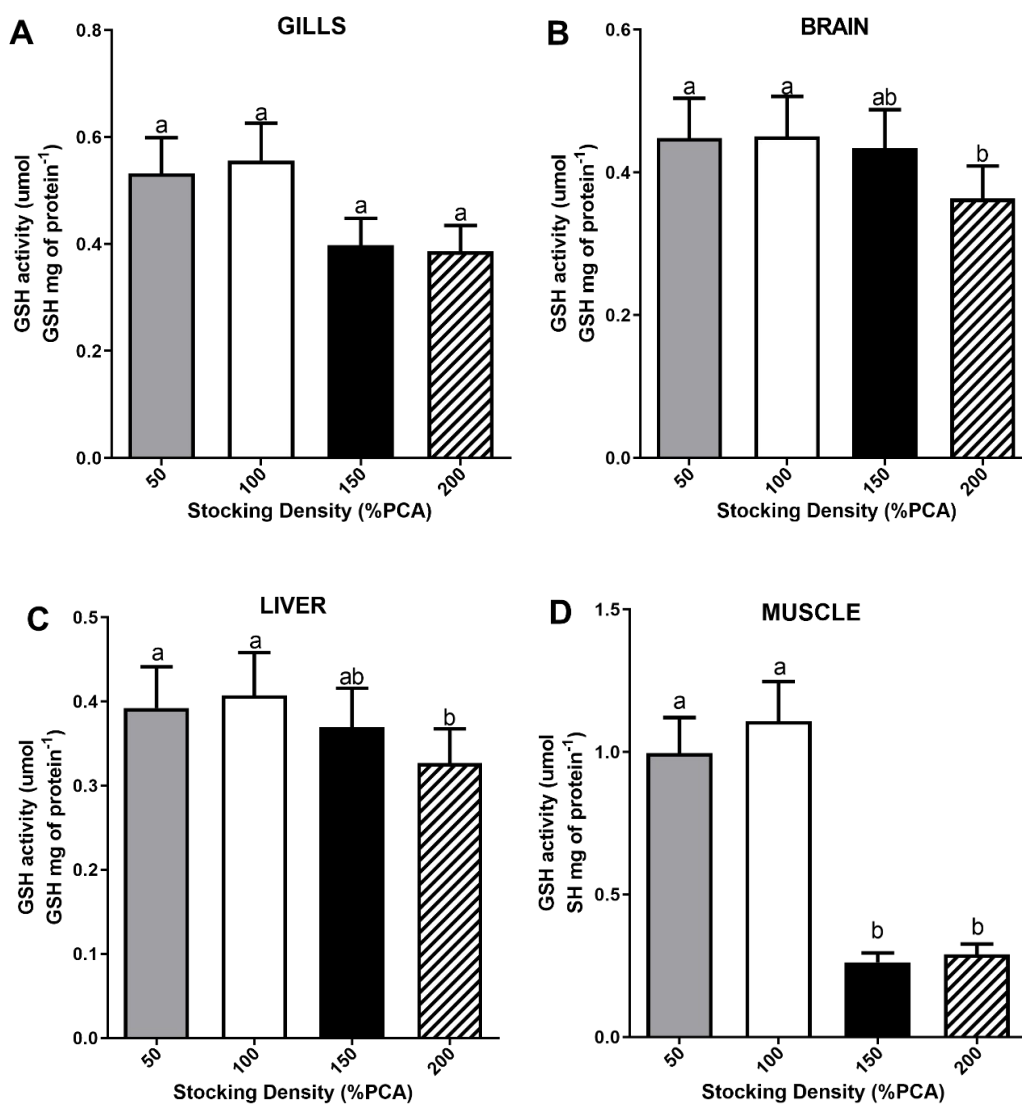 A
GILLS
GSH activity (umol
GSH mg of protein-1)
0.8
0.6
0.4
0.2
0.0
a
a
a
a
50
100
150
200
Stocking Density (%PCA)
B
BRAIN
GSH activity (umol
GSH mg of protein-1)
0.6
0.4
0.2
0.0
a
a
ab
b
50
100
150
200
Stocking Density (%PCA)
C
LIVER
GSH activity (umol
GSH mg of protein-1)
0.5
0.4
0.3
0.2
0.1
0.0
a
a
ab
b
50
100
150
200
Stocking Density (%PCA)
D
MUSCLE
GSH activity (umol
SH mg of protein-1)
1.5
1.0
0.5
0.0
a
a
b
b
50
100
150
200
Stocking Density (%PCA)